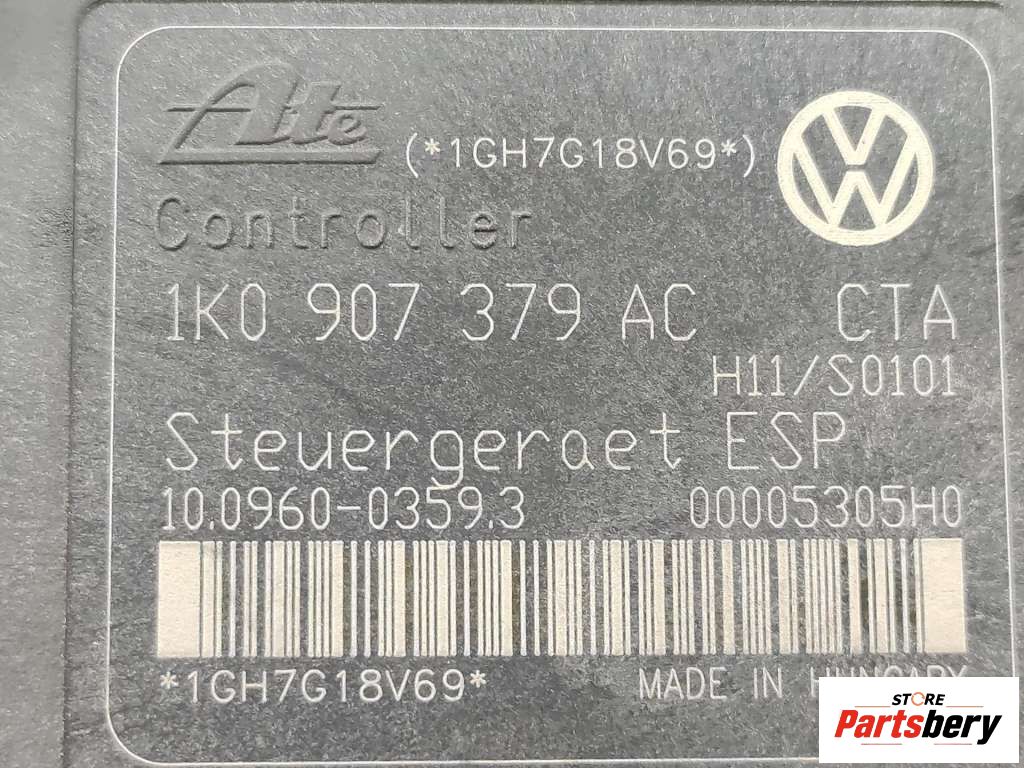 Ate
(*1GH7G18V69*)
Controller
1K0 907 379 AC CTA
H11/S0101
Steuergeraet ESP
10.0960-0359.3 00005305H0
*1GH7G18V69* MADE IN HUNGARY
STORE
Partsbery